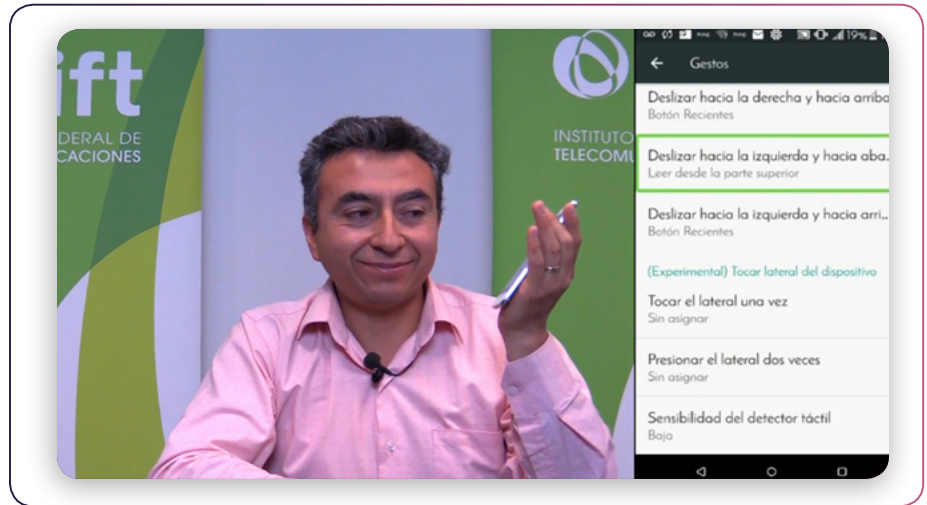 ift
DERAL DE
CACIONES
INSTITUTO
TELECOMU
19%
Gestos
Deslizar hacia la derecha y hacia arriba
Botón Recientes
Deslizar hacia la izquierda y hacia aba...
Leer desde la parte superior
Deslizar hacia la izquierda y hacia arri...
Botón Recientes
(Experimental) Tocar lateral del dispositivo
Tocar el lateral una vez
Sin asignar
Presionar el lateral dos veces
Sin asignar
Sensibilidad del detector táctil
Baja